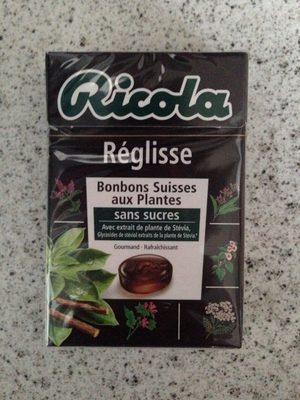 Ricola
Réglisse
Bonbons Suisses
aux Plantes
sans sucres
Avec extrait de plante de Stévia,
Glycosides de stéviol extraits de la plante de Stévia.*
Gourmand - Rafraîchissant